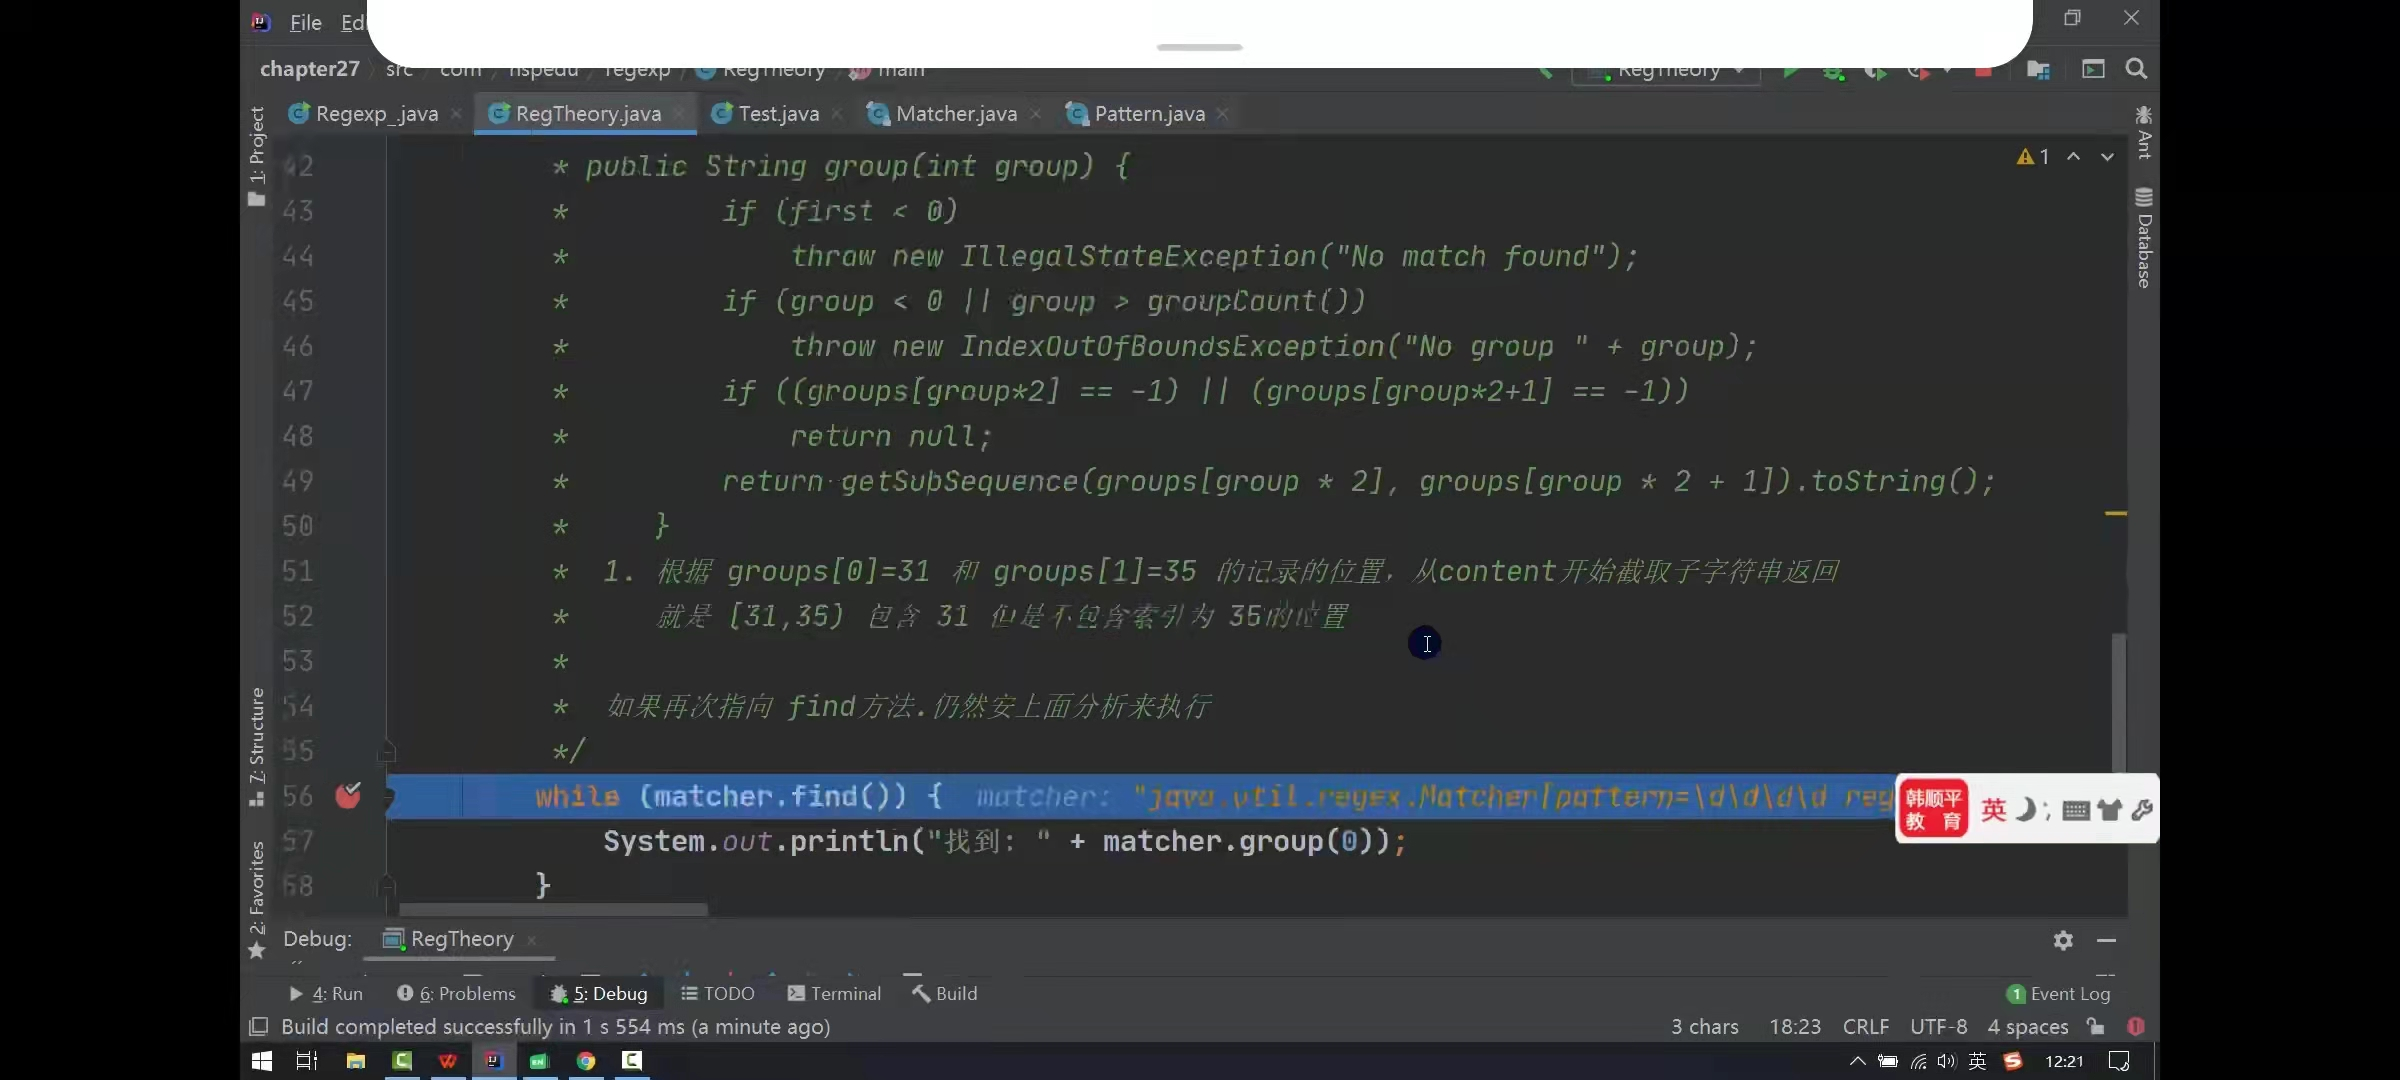 File
chapter27 src com hspedu regexp RegTheory main RegTheory
Regexp_.java RegTheory.java Test.java Matcher.java Pattern.java
1: Project
Ant
Database
1
42 * public String group(int group) {
43 * if (first < 0)
44 * throw new IllegalStateException("No match found");
45 * if (group < 0 || group > groupCount())
46 * throw new IndexOutOfBoundsException("No group " + group);
47 * if ((groups[group*2] == -1) || (groups[group*2+1] == -1))
48 * return null;
49 * return getSubSequence(groups[group * 2], groups[group * 2 + 1]).toString();
50 * }
51 * 1. 根据 groups[0]=31 和 groups[1]=35 的记录的位置，从content开始截取子字符串返回
52 * 就是 [31,35) 包含 31 但是不包含索引为 35的位置
53 *
54 * 如果再次指向 find方法.仍然安上面分析来执行
55 */
56 while (matcher.find()) { matcher: "java.util.regex.Matcher[pattern=\d\d\d\d reg
57 System.out.println("找到: " + matcher.group(0));
58 }
韩顺平
教育
英
7: Structure
2: Favorites
Debug: RegTheory
4: Run 6: Problems 5: Debug TODO Terminal Build 1 Event Log
Build completed successfully in 1 s 554 ms (a minute ago) 3 chars 18:23 CRLF UTF-8 4 spaces
英 12:21